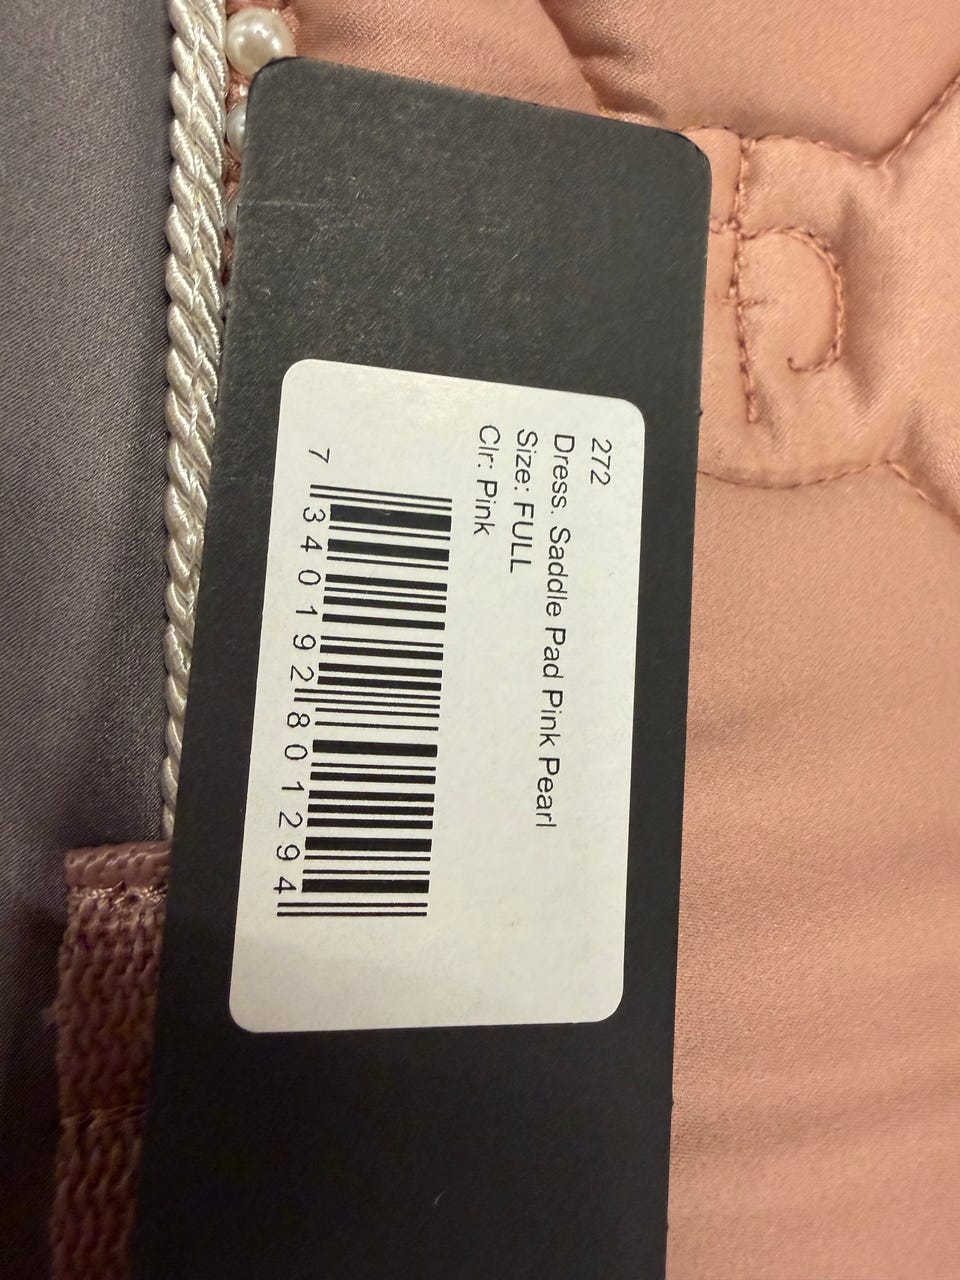 272
Dress. Saddle Pad Pink Pearl
Size: FULL
Clr: Pink
7 340192 801294